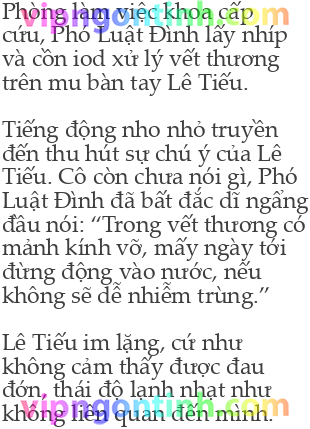 Phòng làm việc khoa cấp
cứu, Phó Luật Đình lấy nhíp
và cồn iod xử lý vết thương
trên mu bàn tay Lê Tiếu.
Tiếng động nho nhỏ truyền
đến thu hút sự chú ý của Lê
Tiếu. Cô còn chưa nói gì, Phó
Luật Đình đã bất đắc dĩ ngẩng
đầu nói: “Trong vết thương có
mảnh kính vỡ, mấy ngày tới
đừng động vào nước, nếu
không sẽ dễ nhiễm trùng.”
Lê Tiếu im lặng, cứ như
không cảm thấy được đau
đớn, thái độ lạnh nhạt như
không liên quan đến mình.
vipngontinh.com
vipngontinh.com